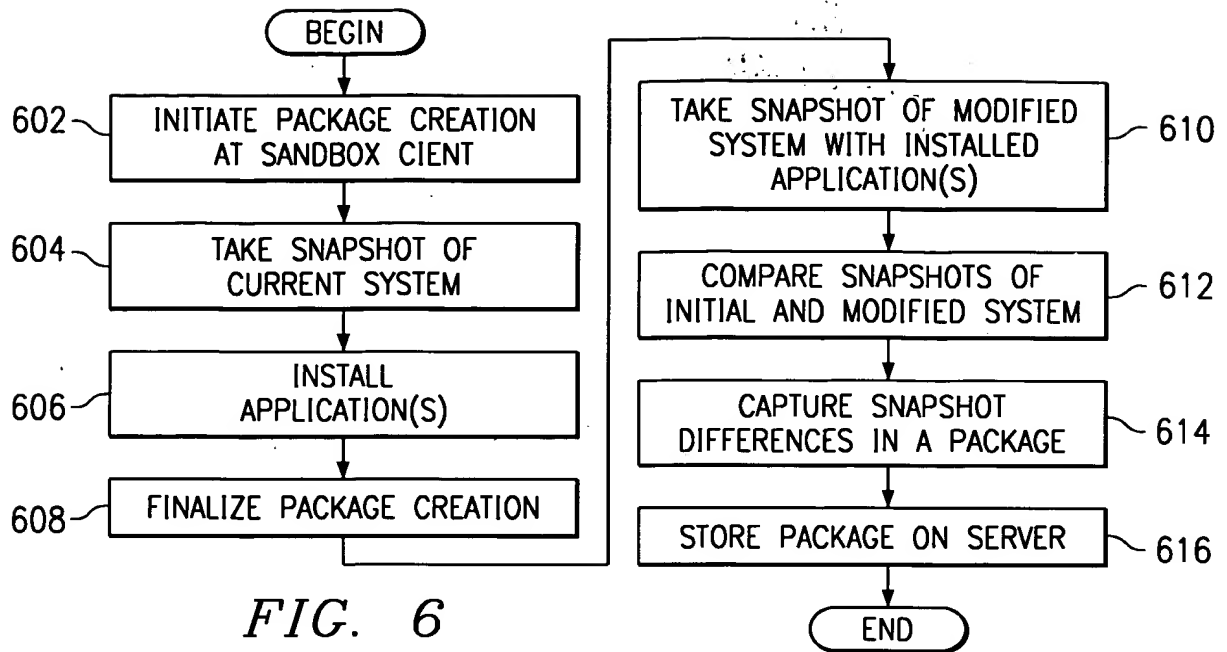 BEGIN
602
INITIATE PACKAGE CREATION
AT SANDBOX CIENT
604
TAKE SNAPSHOT OF
CURRENT SYSTEM
606
INSTALL
APPLICATION(S)
608
FINALIZE PACKAGE CREATION
TAKE SNAPSHOT OF MODIFIED
SYSTEM WITH INSTALLED
APPLICATION(S)
610
COMPARE SNAPSHOTS OF
INITIAL AND MODIFIED SYSTEM
612
CAPTURE SNAPSHOT
DIFFERENCES IN A PACKAGE
614
STORE PACKAGE ON SERVER
616
END
FIG. 6